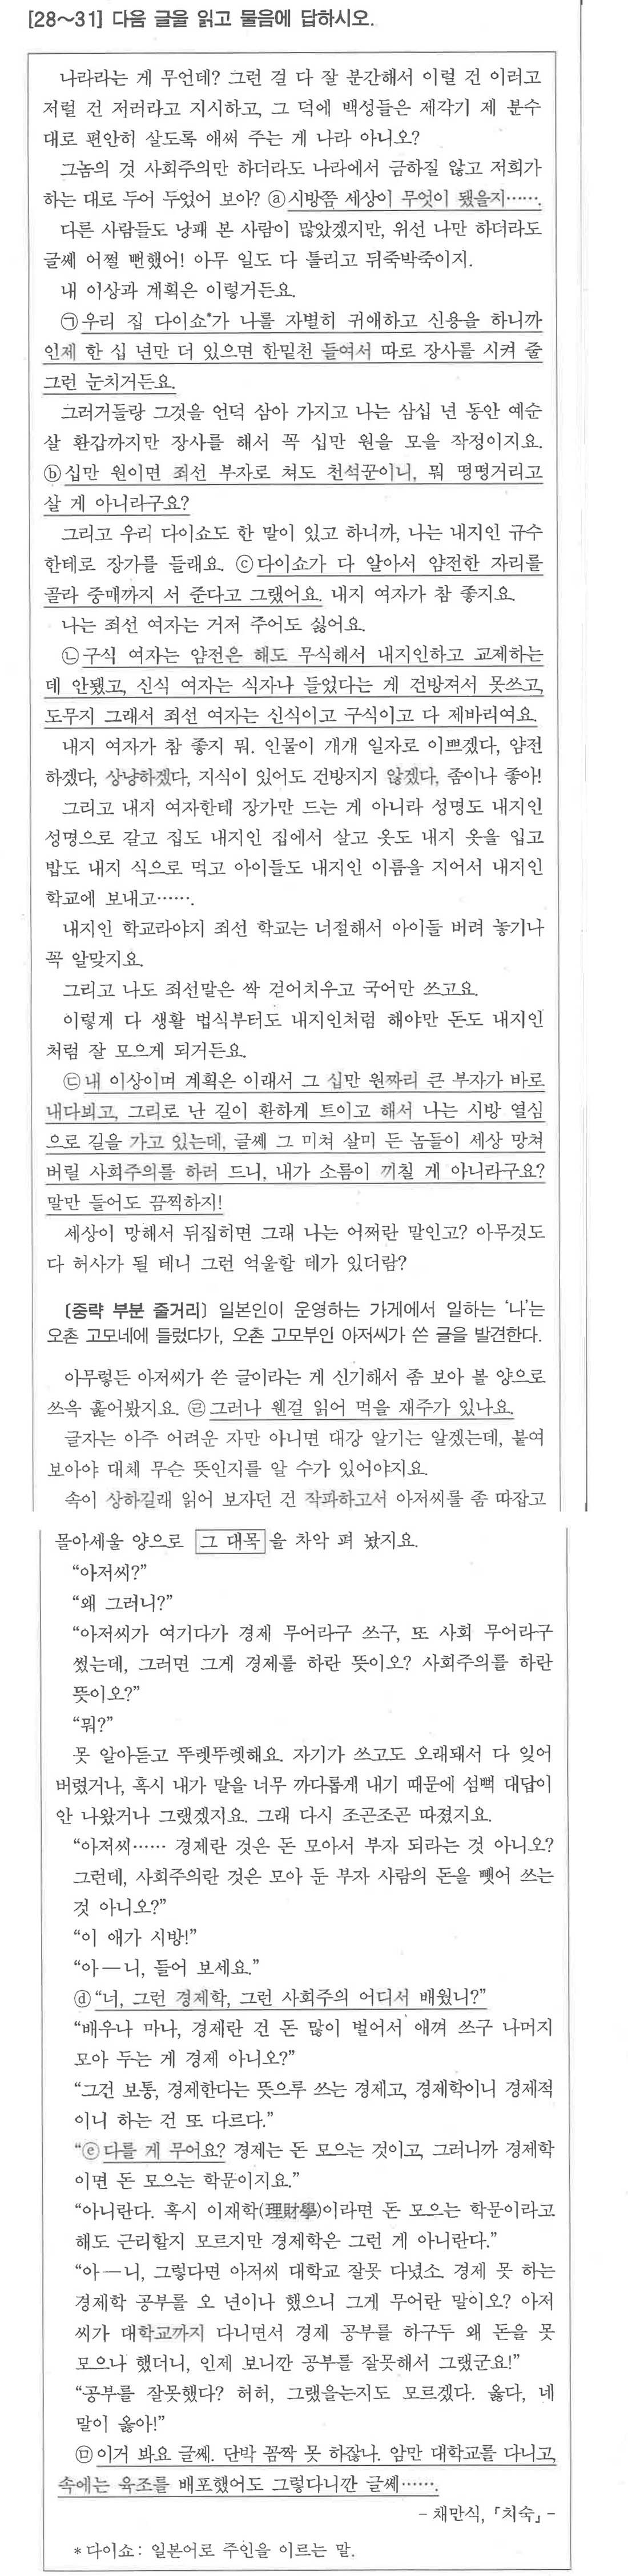 [28～31] 다음 글을 읽고 물음에 답하시오.
나라라는 게 무언데? 그런 걸 다 잘 분간해서 이럴 건 이러고
저럴 건 저러라고 지시하고, 그 덕에 백성들은 제각기 제 분수
대로 편안히 살도록 애써 주는 게 나라 아니오?
그놈의 것 사회주의만 하더라도 나라에서 금하질 않고 저희가
하는 대로 두어 두었어 보아? ⓐ시방쯤 세상이 무엇이 됐을지…….
다른 사람들도 낭패 본 사람이 많았겠지만, 위선 나만 하더라도
글쎄 어쩔 뻔했어! 아무 일도 다 틀리고 뒤죽박죽이지.
내 이상과 계획은 이렇거든요.
㉠우리 집 다이쇼*가 나를 자별히 귀애하고 신용을 하니까
인제 한 십 년만 더 있으면 한밑천 들여서 따로 장사를 시켜 줄
그런 눈치거든요.
그러거들랑 그것을 언덕 삼아 가지고 나는 삼십 년 동안 예순
살 환갑까지만 장사를 해서 꼭 십만 원을 모을 작정이지요.
ⓑ십만 원이면 죄선 부자로 쳐도 천석꾼이니, 뭐 떵떵거리고
살 게 아니라구요?
그리고 우리 다이쇼도 한 말이 있고 하니까, 나는 내지인 규수
한테로 장가를 들래요. ⓒ다이쇼가 다 알아서 얌전한 자리를
골라 중매까지 서 준다고 그랬어요. 내지 여자가 참 좋지요.
나는 죄선 여자는 거저 주어도 싫어요.
㉡구식 여자는 얌전은 해도 무식해서 내지인하고 교제하는
데 안됐고, 신식 여자는 식자나 들었다는 게 건방져서 못쓰고,
도무지 그래서 죄선 여자는 신식이고 구식이고 다 제바리여요.
내지 여자가 참 좋지 뭐. 인물이 개개 일자로 이쁘겠다, 얌전
하겠다, 상냥하겠다, 지식이 있어도 건방지지 않겠다, 좀이나 좋아!
그리고 내지 여자한테 장가만 드는 게 아니라 성명도 내지인
성명으로 갈고 집도 내지인 집에서 살고 옷도 내지 옷을 입고
밥도 내지 식으로 먹고 아이들도 내지인 이름을 지어서 내지인
학교에 보내고…….
내지인 학교라야지 죄선 학교는 너절해서 아이들 버려 놓기나
꼭 알맞지요.
그리고 나도 죄선말은 싹 걷어치우고 국어만 쓰고요.
이렇게 다 생활 법식부터도 내지인처럼 해야만 돈도 내지인
처럼 잘 모으게 되거든요.
㉢내 이상이며 계획은 이래서 그 십만 원짜리 큰 부자가 바로
내다뵈고, 그리로 난 길이 환하게 트이고 해서 나는 시방 열심
으로 길을 가고 있는데, 글쎄 그 미쳐 살미 든 놈들이 세상 망쳐
버릴 사회주의를 하러 드니, 내가 소름이 끼칠 게 아니라구요?
말만 들어도 끔찍하지!
세상이 망해서 뒤집히면 그래 나는 어쩌란 말인고? 아무것도
다 허사가 될 테니 그런 억울할 데가 있더람?
〔중략 부분 줄거리〕 일본인이 운영하는 가게에서 일하는 ‘나’는
오촌 고모네에 들렀다가, 오촌 고모부인 아저씨가 쓴 글을 발견한다.
아무렇든 아저씨가 쓴 글이라는 게 신기해서 좀 보아 볼 양으로
쓰윽 훑어봤지요. ㉣그러나 웬걸 읽어 먹을 재주가 있나요.
글자는 아주 어려운 자만 아니면 대강 알기는 알겠는데, 붙여
보아야 대체 무슨 뜻인지를 알 수가 있어야지요.
속이 상하길래 읽어 보자던 건 작파하고서 아저씨를 좀 따잡고
몰아세울 양으로 그 대목을 차악 펴 놨지요.
“아저씨?”
“왜 그러니?”
“아저씨가 여기다가 경제 무어라구 쓰구, 또 사회 무어라구
썼는데, 그러면 그게 경제를 하란 뜻이오? 사회주의를 하란
뜻이오?”
“뭐?”
못 알아듣고 뚜렛뚜렛해요. 자기가 쓰고도 오래돼서 다 잊어
버렸거나, 혹시 내가 말을 너무 까다롭게 내기 때문에 섬뻑 대답이
안 나왔거나 그랬겠지요. 그래 다시 조곤조곤 따졌지요.
“아저씨…… 경제란 것은 돈 모아서 부자 되라는 것 아니오?
그런데, 사회주의란 것은 모아 둔 부자 사람의 돈을 뺏어 쓰는
것 아니오?”
“이 애가 시방!”
“아―니, 들어 보세요.”
ⓓ“너, 그런 경제학, 그런 사회주의 어디서 배웠니?”
“배우나 마나, 경제란 건 돈 많이 벌어서 애껴 쓰구 나머지
모아 두는 게 경제 아니오?”
“그건 보통, 경제한다는 뜻으루 쓰는 경제고, 경제학이니 경제적
이니 하는 건 또 다르다.”
“ⓔ다를 게 무어요? 경제는 돈 모으는 것이고, 그러니까 경제학
이면 돈 모으는 학문이지요.”
“아니란다. 혹시 이재학(理財學)이라면 돈 모으는 학문이라고
해도 근리할지 모르지만 경제학은 그런 게 아니란다.”
“아―니, 그렇다면 아저씨 대학교 잘못 다녔소. 경제 못 하는
경제학 공부를 오 년이나 했으니 그게 무어란 말이오? 아저
씨가 대학교까지 다니면서 경제 공부를 하구두 왜 돈을 못
모으나 했더니, 인제 보니깐 공부를 잘못해서 그랬군요!”
“공부를 잘못했다? 허허, 그랬을는지도 모르겠다. 옳다, 네
말이 옳아!”
㉤이거 봐요 글쎄. 단박 꼼짝 못 하잖나. 암만 대학교를 다니고,
속에는 육조를 배포했어도 그렇다니깐 글쎄…….
- 채만식, 「치숙」-
*다이쇼: 일본어로 주인을 이르는 말.